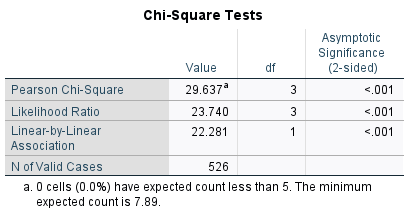 Chi-Square Tests
Value df Asymptotic Significance (2-sided)
Pearson Chi-Square 29.637a 3 <.001
Likelihood Ratio 23.740 3 <.001
Linear-by-Linear Association 22.281 1 <.001
N of Valid Cases 526
a. 0 cells (0.0%) have expected count less than 5. The minimum
expected count is 7.89.